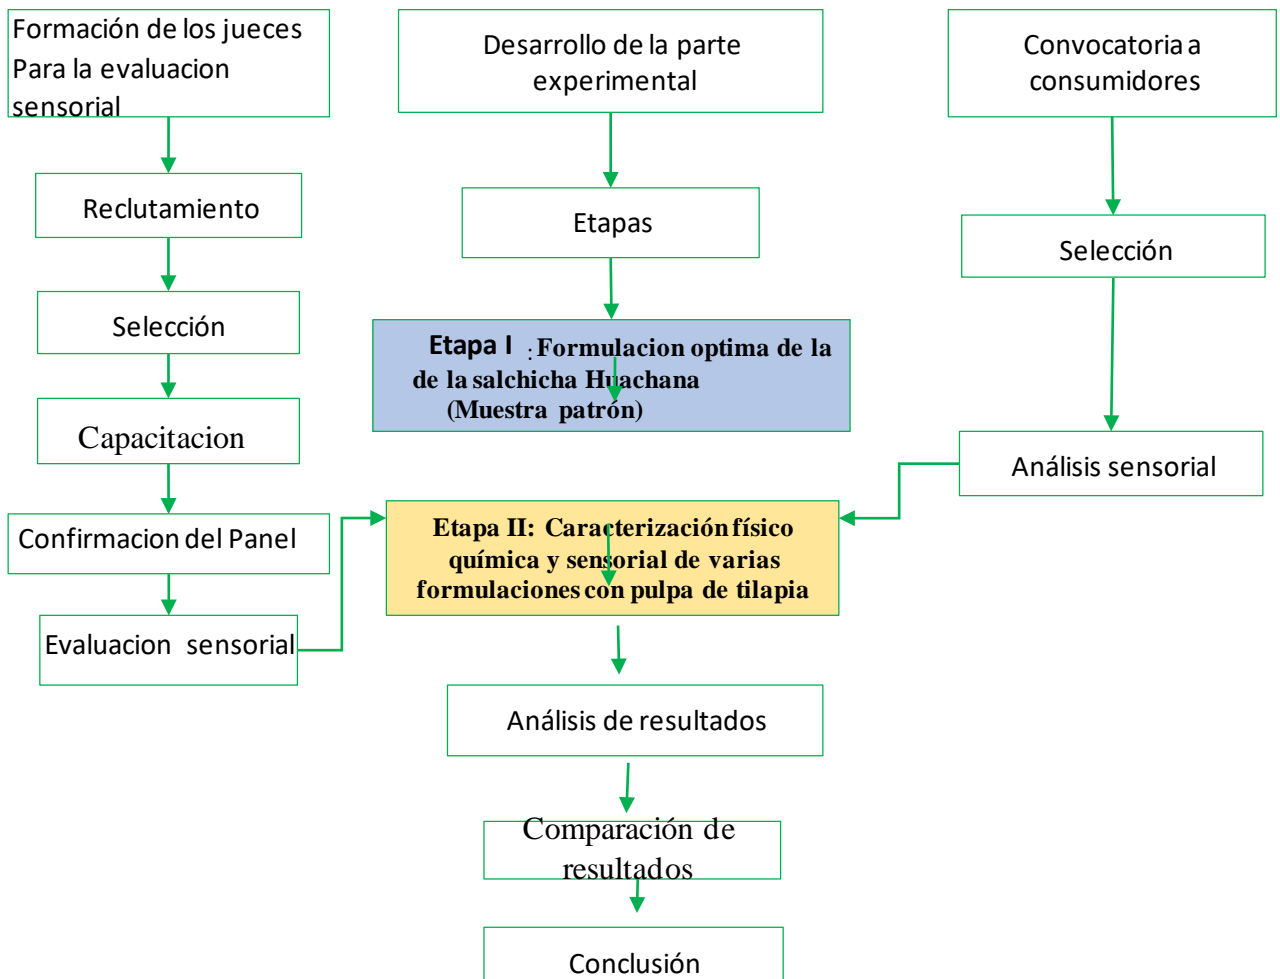 Formación de los jueces
Para la evaluacion
sensorial
Reclutamiento
Selección
Capacitacion
Confirmacion del Panel
Evaluacion sensorial
Desarrollo de la parte
experimental
Etapas
Etapa I : Formulacion optima de la
de la salchicha Huachana
(Muestra patrón)
Etapa II: Caracterización físico
química y sensorial de varias
formulaciones con pulpa de tilapia
Análisis de resultados
Comparación de
resultados
Conclusión
Convocatoria a
consumidores
Selección
Análisis sensorial